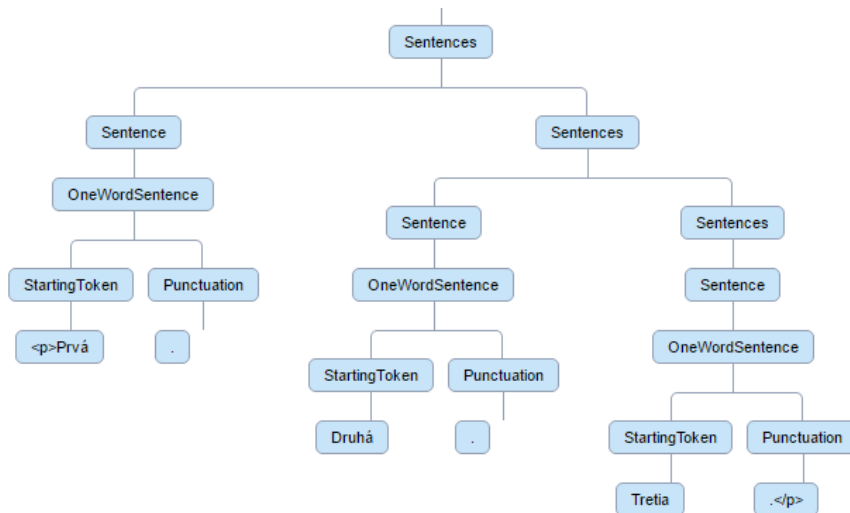 Sentences
Sentence Sentences
OneWordSentence
Sentence Sentences
StartingToken Punctuation OneWordSentence Sentence
<p>Prvá . OneWordSentence
StartingToken Punctuation
Druhá . StartingToken Punctuation
Tretia .</p>